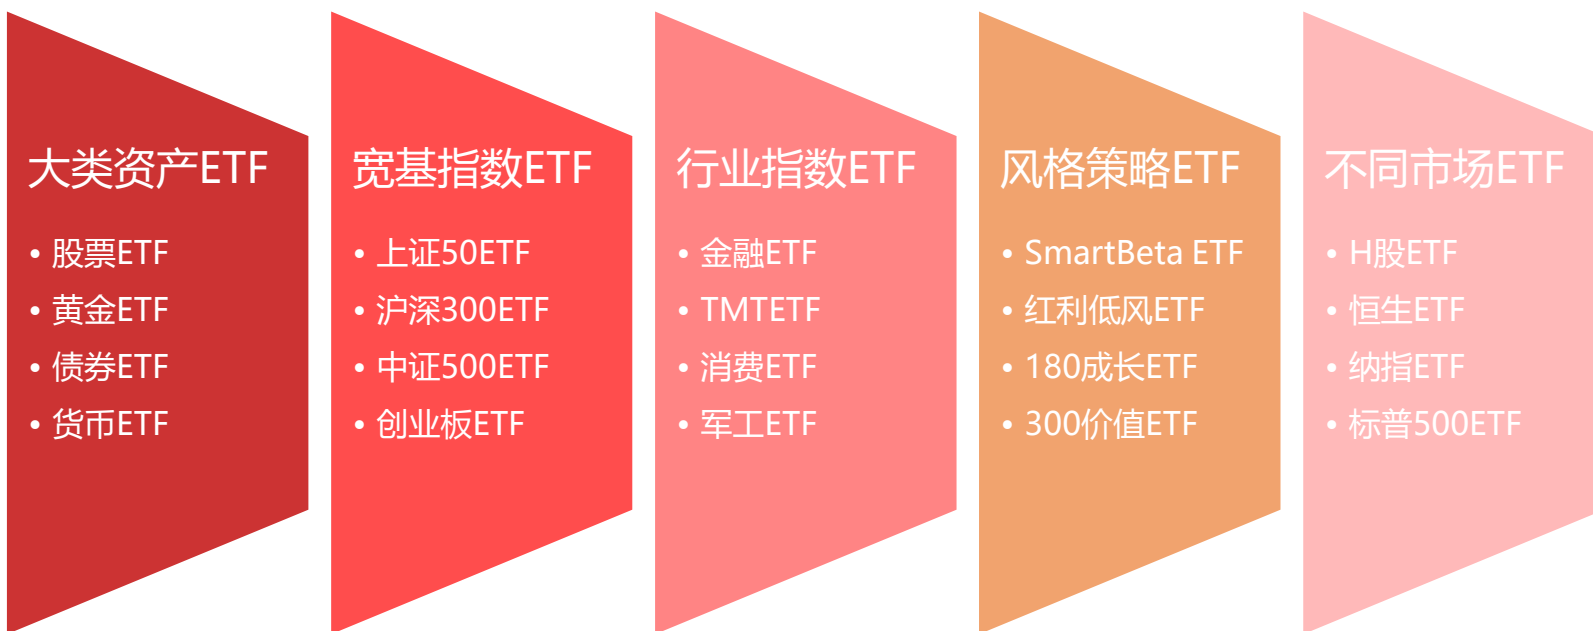 大类资产ETF
• 股票ETF
• 黄金ETF
• 债券ETF
• 货币ETF
宽基指数ETF
• 上证50ETF
• 沪深300ETF
• 中证500ETF
• 创业板ETF
行业指数ETF
• 金融ETF
• TMTETF
• 消费ETF
• 军工ETF
风格策略ETF
• SmartBeta ETF
• 红利低风ETF
• 180成长ETF
• 300价值ETF
不同市场ETF
• H股ETF
• 恒生ETF
• 纳指ETF
• 标普500ETF